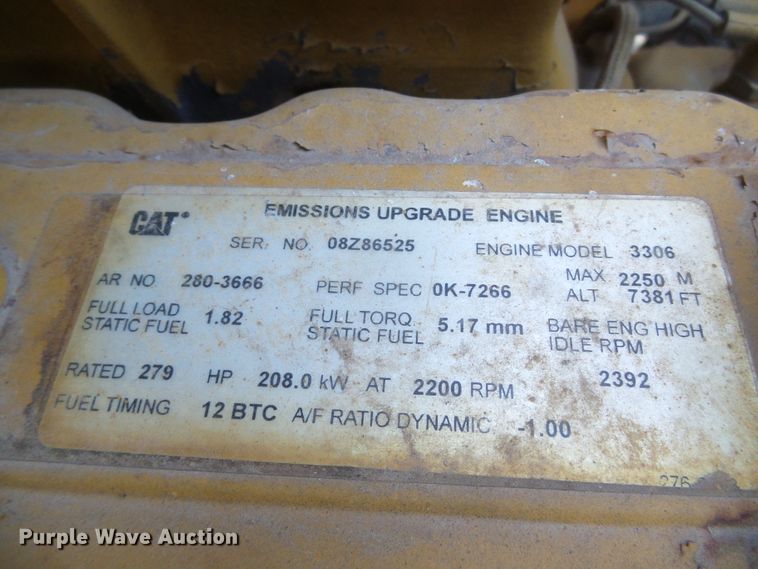 CAT® EMISSIONS UPGRADE ENGINE
SER. NO. 08Z86525 ENGINE MODEL 3306
AR NO. 280-3666 PERF SPEC 0K-7266 MAX ALT 2250 M 7381 FT
FULL LOAD STATIC FUEL 1.82 FULL TORQ STATIC FUEL 5.17 mm BARE ENG HIGH IDLE RPM
RATED 279 HP 208.0 kW AT 2200 RPM 2392
FUEL TIMING 12 BTC A/F RATIO DYNAMIC -1.00
276
Purple Wave Auction